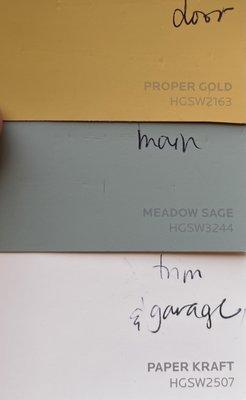 door
PROPER GOLD
HGSW2163
main
MEADOW SAGE
HGSW3244
trim
& garage
PAPER KRAFT
HGSW2507